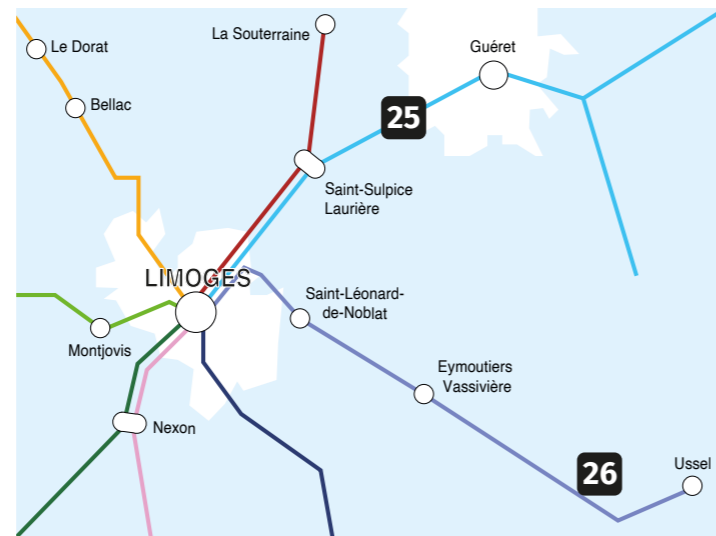 La Souterraine
Guéret
Le Dorat
Bellac
25
Saint-Sulpice
Laurière
LIMOGES
Saint-Léonard-
de-Noblat
Montjovis
Eymoutiers
Vassivière
Nexon
26
Ussel